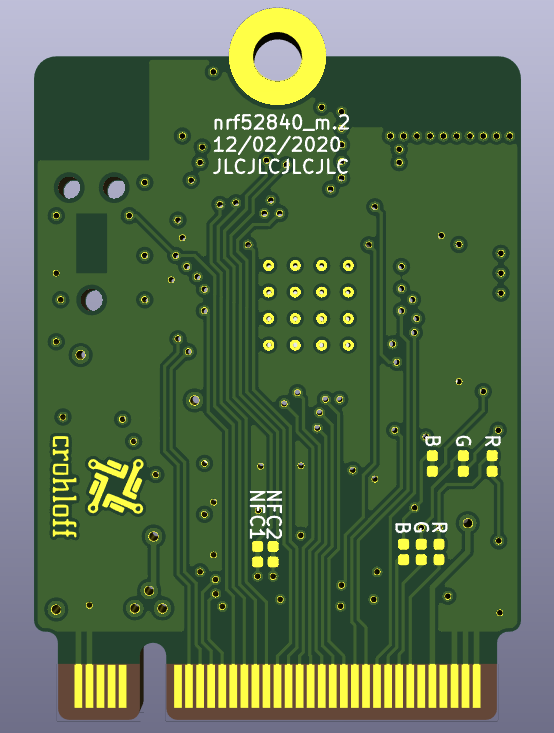 nrf52840_m.2
12/02/2020
JLCJLCJLCJLC
B G R
crohloff
NFC1
NFC2
B G R